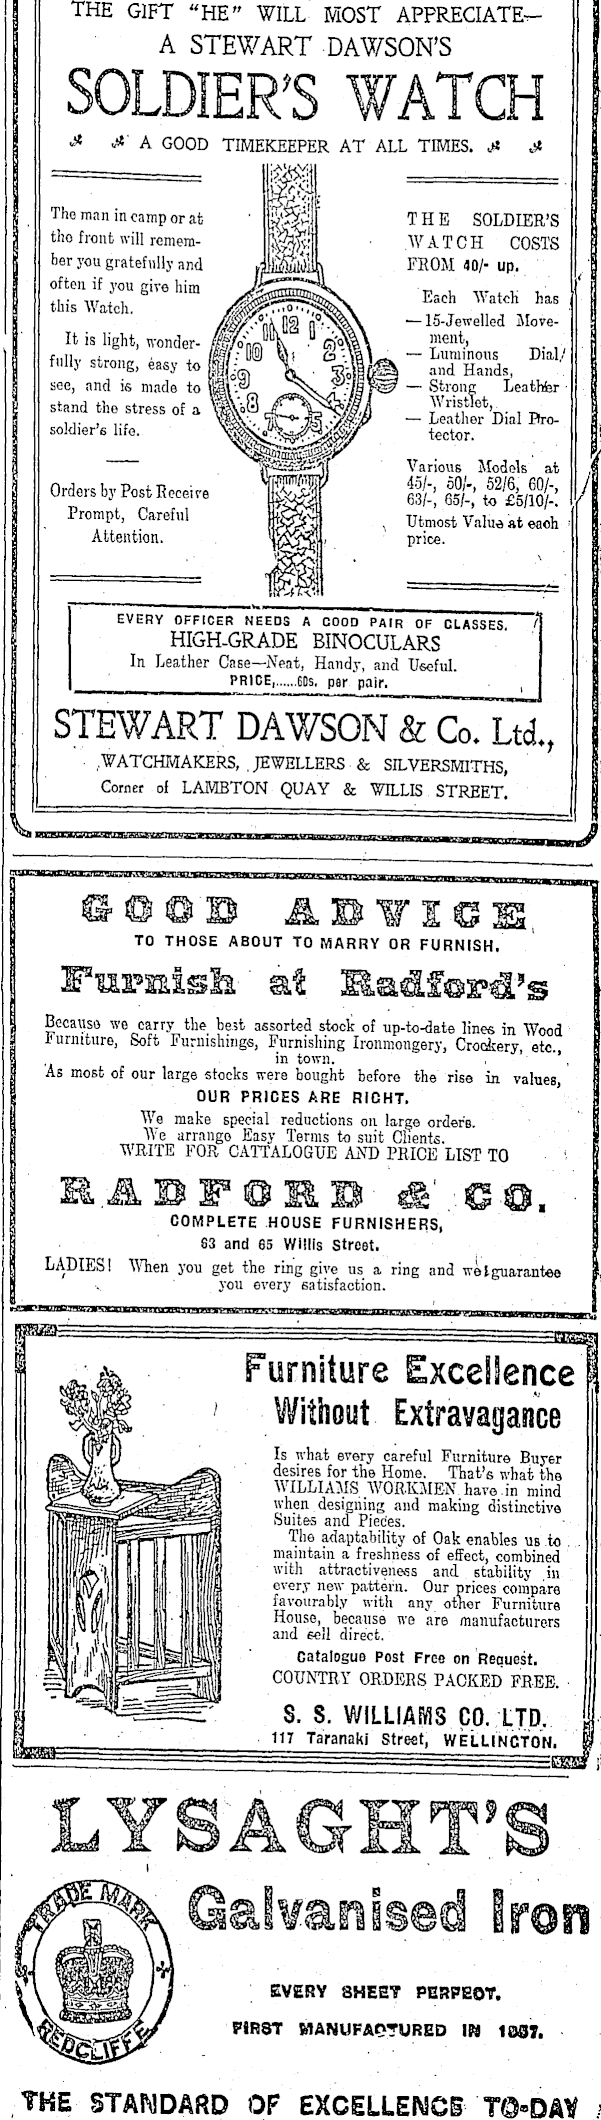 THE GIFT "HE" WILL MOST APPRECIATE—
A STEWART DAWSON'S
SOLDIER'S WATCH
A GOOD TIMEKEEPER AT ALL TIMES.
The man in camp or at
the front will remem-
ber you gratefully and
often if you give him
this Watch.
It is light, wonder-
fully strong, easy to
see, and is made to
stand the stress of a
soldier's life.
Orders by Post Receive
Prompt, Careful
Attention.
11 12 1
10 2
9 3
8 4
7 5
THE SOLDIER'S
WATCH COSTS
FROM 40/- up.
Each Watch has
— 15-Jewelled Move-
ment,
— Luminous Dial
and Hands,
— Strong Leather
Wristlet,
— Leather Dial Pro-
tector.
Various Models at
45/-, 50/-, 52/6, 60/-,
63/-, 65/-, to £5/10/-.
Utmost Value at each
price.
EVERY OFFICER NEEDS A GOOD PAIR OF GLASSES.
HIGH-GRADE BINOCULARS
In Leather Case—Neat, Handy, and Useful.
PRICE,......60s. per pair.
STEWART DAWSON & Co. Ltd.,
WATCHMAKERS, JEWELLERS & SILVERSMITHS,
Corner of LAMBTON QUAY & WILLIS STREET.
GOOD ADVICE
TO THOSE ABOUT TO MARRY OR FURNISH.
Furnish at Radford's
Because we carry the best assorted stock of up-to-date lines in Wood
Furniture, Soft Furnishings, Furnishing Ironmongery, Crockery, etc.,
in town.
As most of our large stocks were bought before the rise in values,
OUR PRICES ARE RIGHT.
We make special reductions on large orders.
We arrange Easy Terms to suit Clients.
WRITE FOR CATTALOGUE AND PRICE LIST TO
RADFORD & CO.
COMPLETE HOUSE FURNISHERS,
63 and 65 Willis Street.
LADIES! When you get the ring give us a ring and we guarantee
you every satisfaction.
Furniture Excellence
Without Extravagance
Is what every careful Furniture Buyer
desires for the Home. That's what the
WILLIAMS WORKMEN have in mind
when designing and making distinctive
Suites and Pieces.
The adaptability of Oak enables us to
maintain a freshness of effect, combined
with attractiveness and stability in
every new pattern. Our prices compare
favourably with any other Furniture
House, because we are manufacturers
and sell direct.
Catalogue Post Free on Request.
COUNTRY ORDERS PACKED FREE.
S. S. WILLIAMS CO. LTD.
117 Taranaki Street, WELLINGTON.
LYSAGHT'S
Galvanised Iron
TRADE MARK
REDCLIFFE
EVERY SHEET PERFECT.
FIRST MANUFACTURED IN 1857.
THE STANDARD OF EXCELLENCE TO-DAY